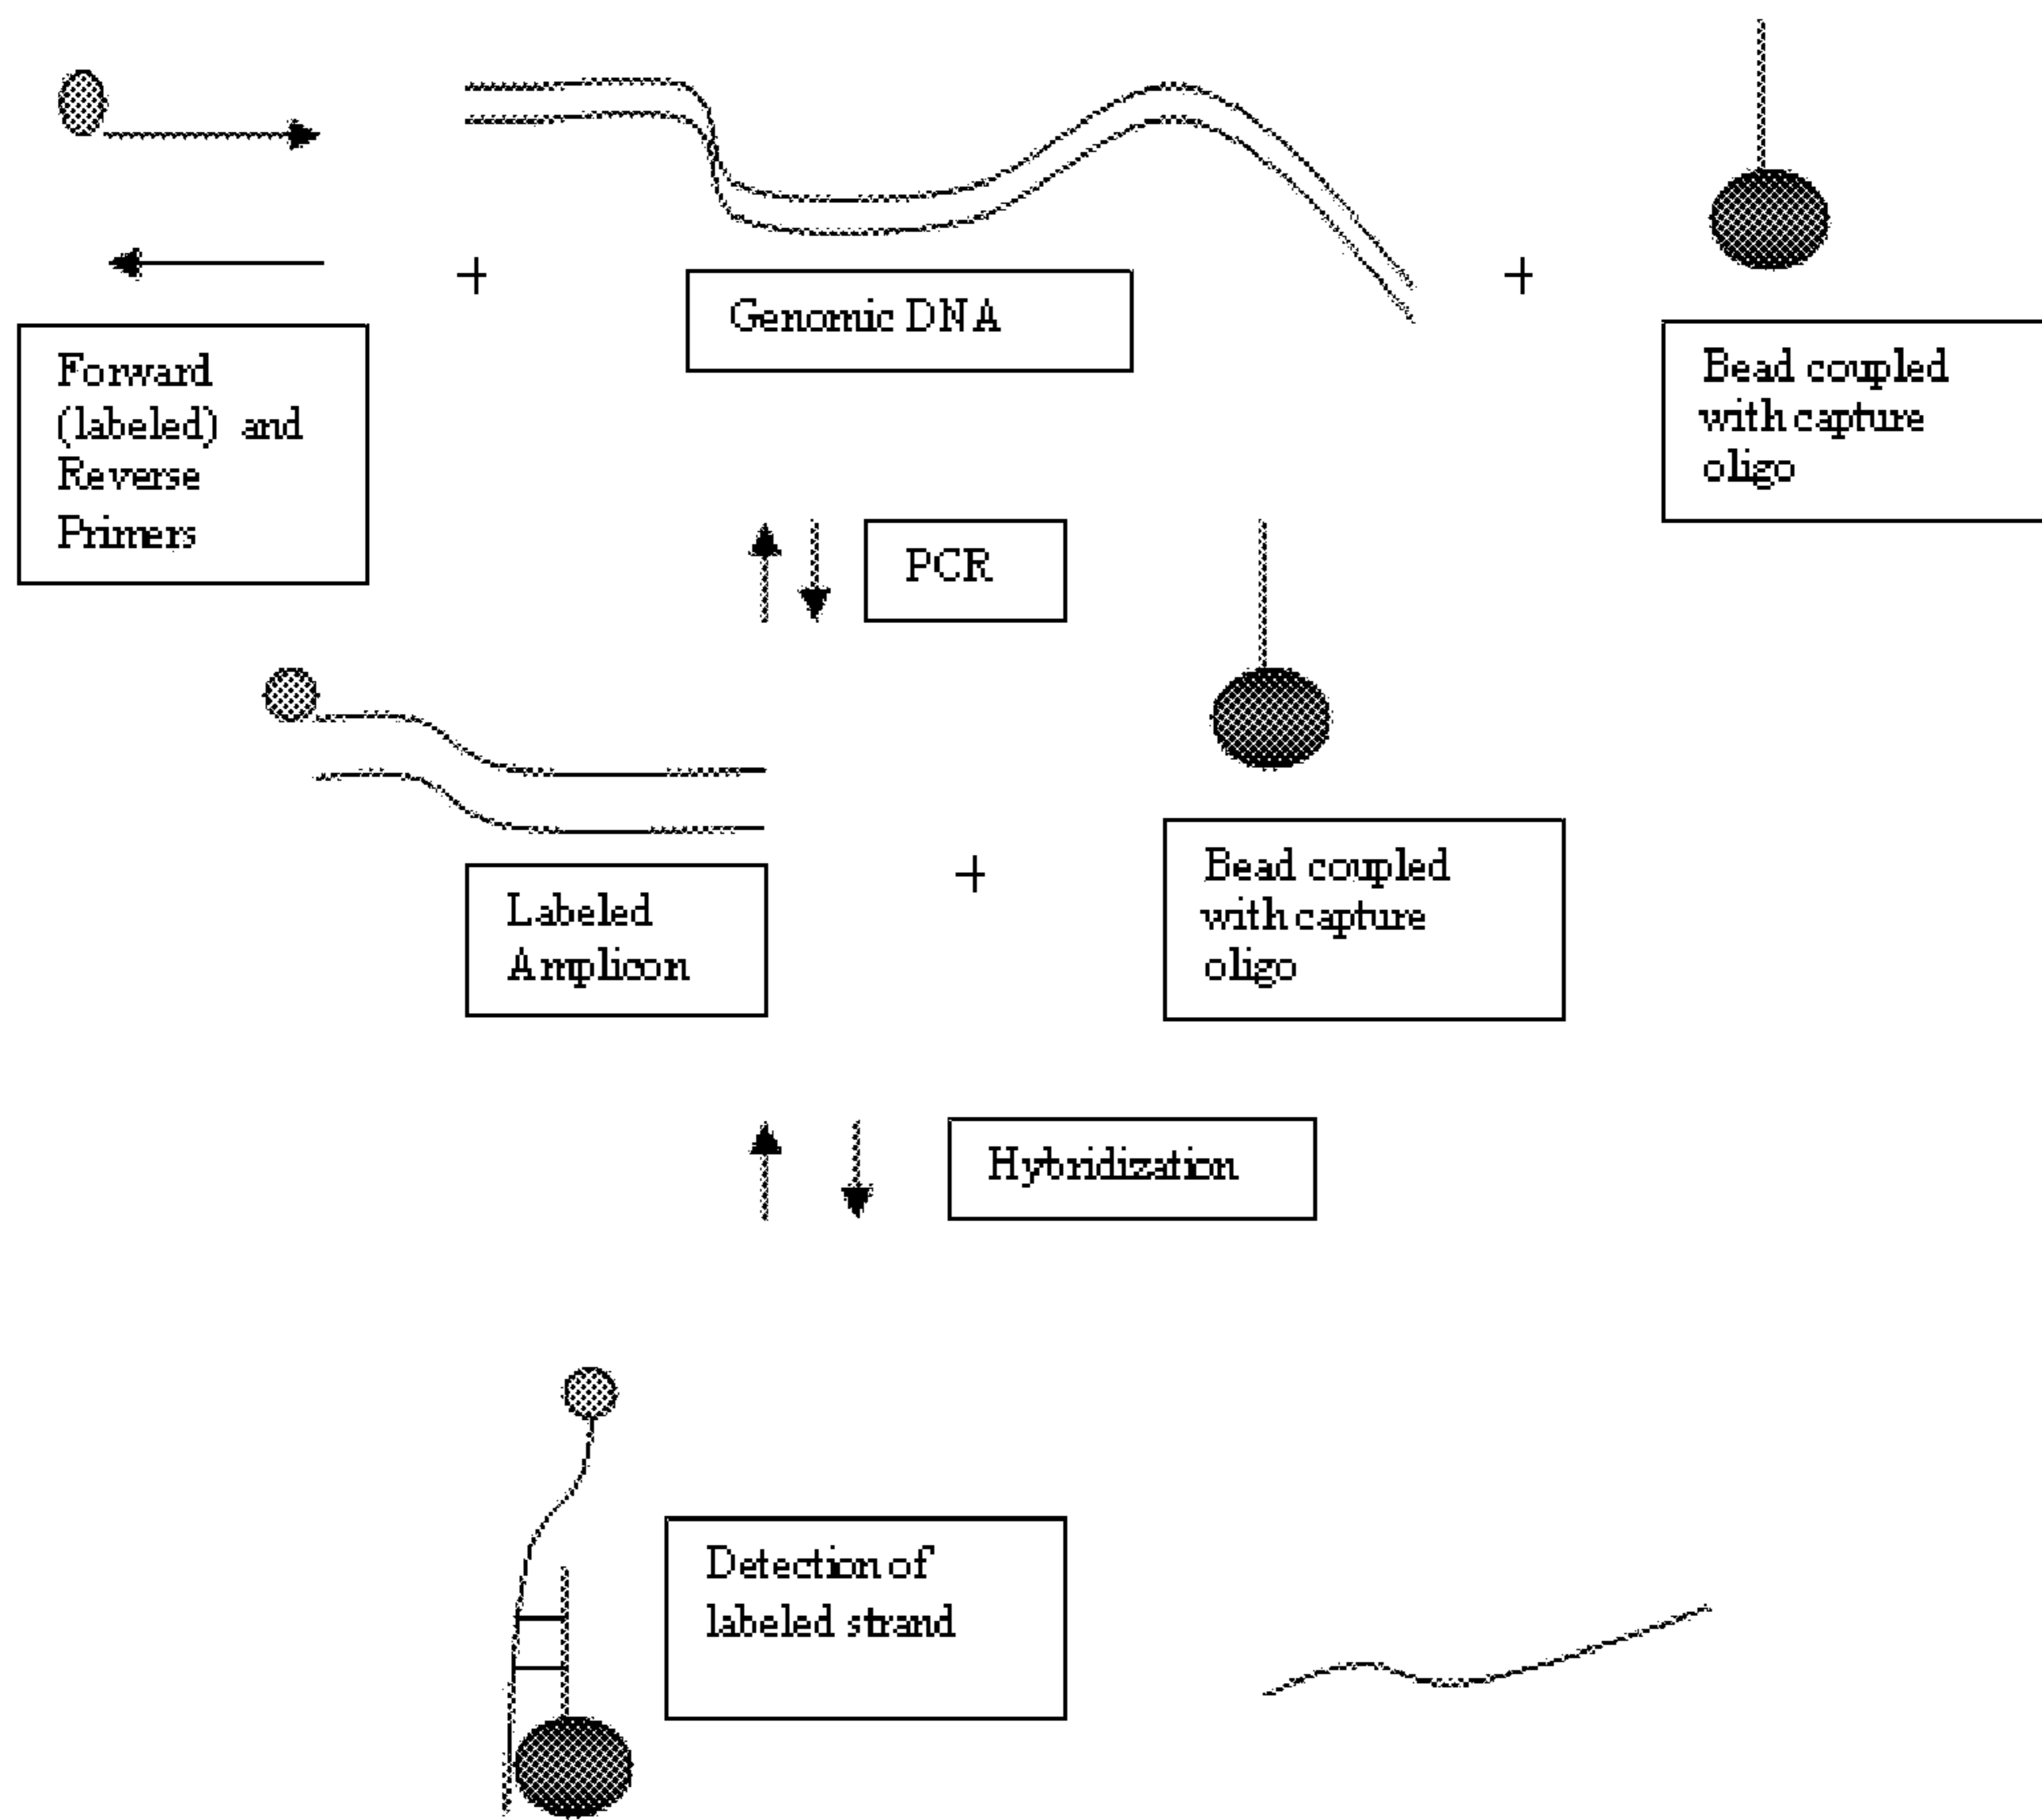 Forward
(labeled) and
Reverse
Primers
+
Genomic DNA
+
Bead coupled
with capture
oligo
PCR
Labeled
Amplicon
+
Bead coupled
with capture
oligo
Hybridization
Detection of
labeled strand